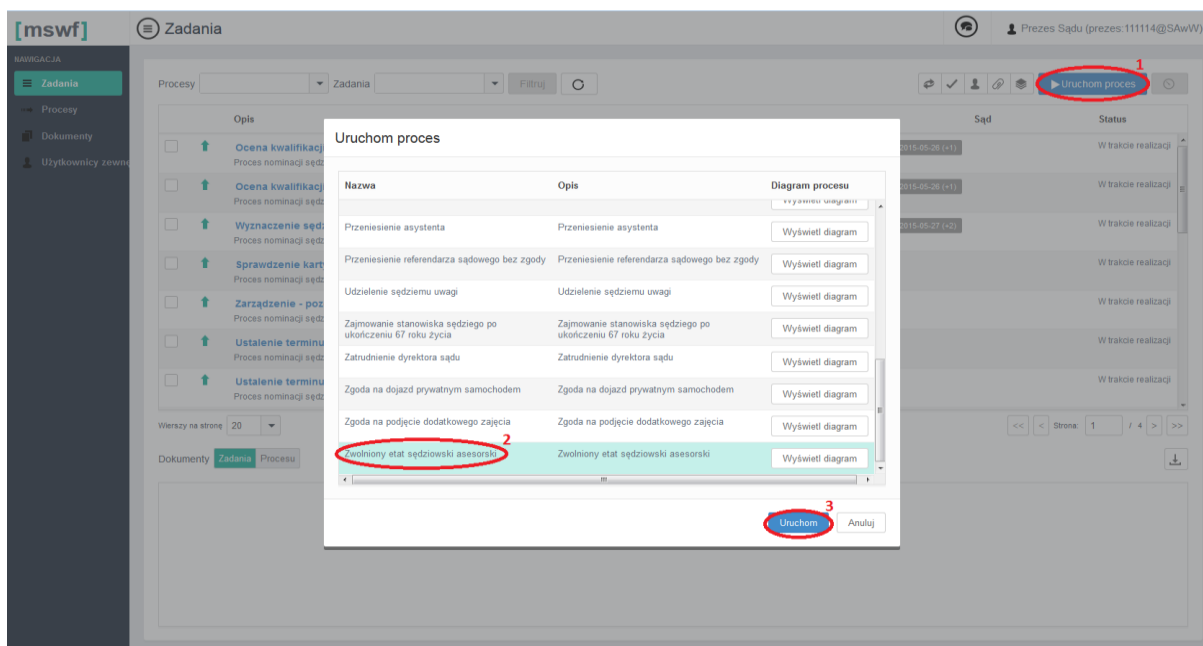 [mswf]
Zadania
Prezes Sądu (prezes:111114@SAwW)
NAWIGACJA
Zadania
Procesy
Dokumenty
Użytkownicy zewnę
Procesy
Zadania
Filtruj
1
Uruchom proces
Opis
Sąd
Status
Ocena kwalifikacji
Proces nominacji sędz
2015-05-26 (+1)
W trakcie realizacji
Ocena kwalifikacji
Proces nominacji sędz
2015-05-26 (+1)
W trakcie realizacji
Wyznaczenie sędz
Proces nominacji sędz
2015-05-27 (+2)
W trakcie realizacji
Sprawdzenie kart
Proces nominacji sędz
W trakcie realizacji
Zarządzenie - poz
Proces nominacji sędz
W trakcie realizacji
Ustalenie terminu
Proces nominacji sędz
W trakcie realizacji
Ustalenie terminu
Proces nominacji sędz
W trakcie realizacji
Wierszy na stronę 20
<< < Strona: 1 / 4 > >>
Dokumenty Zadania Procesu
Uruchom proces
Nazwa Opis Diagram procesu
Wyświetl diagram
Przeniesienie asystenta Przeniesienie asystenta Wyświetl diagram
Przeniesienie referendarza sądowego bez zgody Przeniesienie referendarza sądowego bez zgody Wyświetl diagram
Udzielenie sędziemu uwagi Udzielenie sędziemu uwagi Wyświetl diagram
Zajmowanie stanowiska sędziego po Zajmowanie stanowiska sędziego po Wyświetl diagram
ukończeniu 67 roku życia ukończeniu 67 roku życia
Zatrudnienie dyrektora sądu Zatrudnienie dyrektora sądu Wyświetl diagram
Zgoda na dojazd prywatnym samochodem Zgoda na dojazd prywatnym samochodem Wyświetl diagram
Zgoda na podjęcie dodatkowego zajęcia Zgoda na podjęcie dodatkowego zajęcia Wyświetl diagram
2
Zwolniony etat sędziowski asesorski Zwolniony etat sędziowski asesorski Wyświetl diagram
3
Uruchom Anuluj